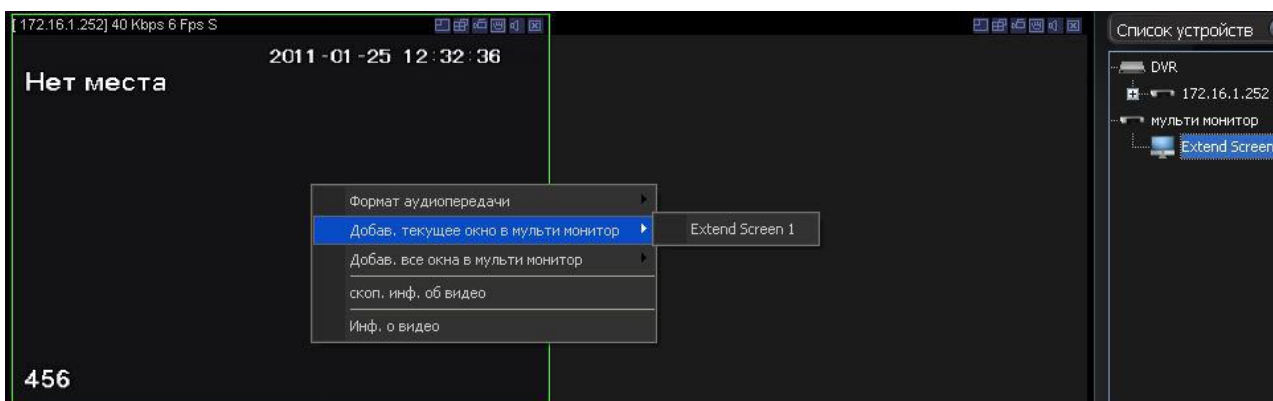 [ 172.16.1.252] 40 Kbps 6 Fps S
2011-01-25 12:32:36
Нет места
456
Формат аудиопередачи
Добав. текущее окно в мульти монитор
Extend Screen 1
Добав. все окна в мульти монитор
скоп. инф. об видео
Инф. о видео
Список устройств
DVR
172.16.1.252
мульти монитор
Extend Screen